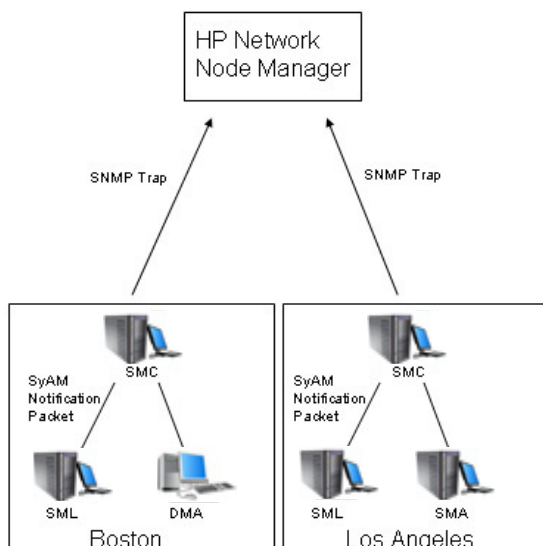 HP Network
Node Manager
SNMP Trap
SNMP Trap
SMC
SyAM
Notification
Packet
SML
DMA
Boston
SMC
SyAM
Notification
Packet
SML
SMA
Los Angeles